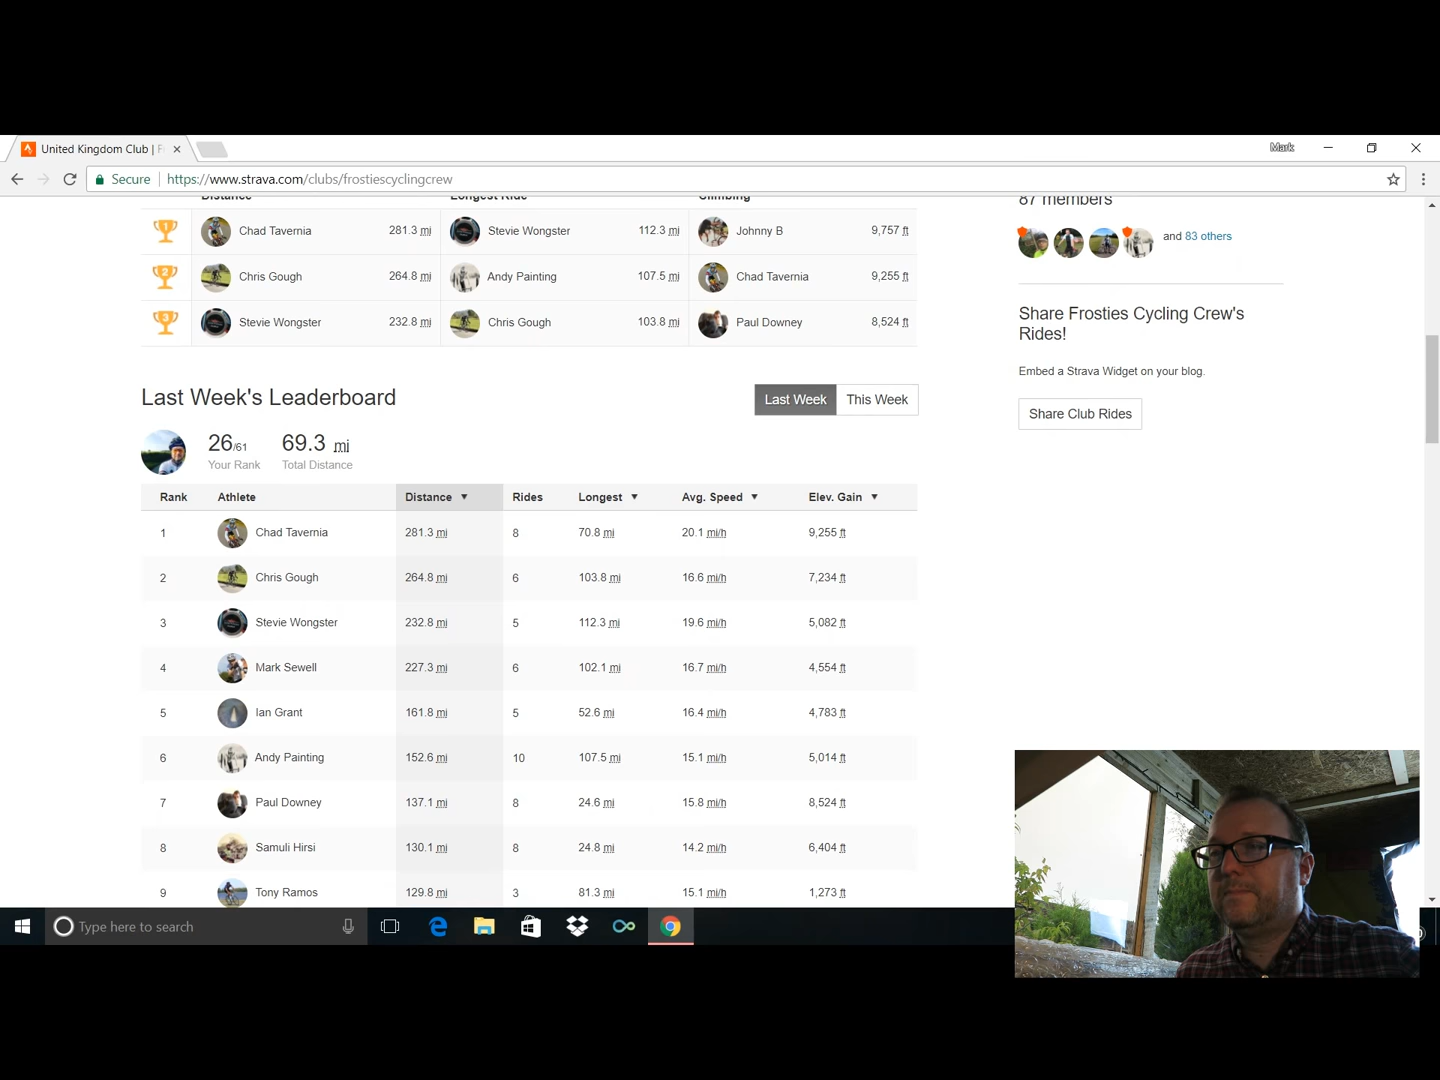 United Kingdom Club |
Mark
Secure https://www.strava.com/clubs/frostiescyclingcrew
Distance Longest Ride Climbing
87 members
1 Chad Tavernia 281.3 mi Stevie Wongster 112.3 mi Johnny B 9,757 ft
and 83 others
2 Chris Gough 264.8 mi Andy Painting 107.5 mi Chad Tavernia 9,255 ft
3 Stevie Wongster 232.8 mi Chris Gough 103.8 mi Paul Downey 8,524 ft
Share Frosties Cycling Crew's
Rides!
Embed a Strava Widget on your blog.
Share Club Rides
Last Week's Leaderboard
Last Week This Week
26/61 69.3 mi
Your Rank Total Distance
Rank Athlete Distance ▼ Rides Longest ▼ Avg. Speed ▼ Elev. Gain ▼
1 Chad Tavernia 281.3 mi 8 70.8 mi 20.1 mi/h 9,255 ft
2 Chris Gough 264.8 mi 6 103.8 mi 16.6 mi/h 7,234 ft
3 Stevie Wongster 232.8 mi 5 112.3 mi 19.6 mi/h 5,082 ft
4 Mark Sewell 227.3 mi 6 102.1 mi 16.7 mi/h 4,554 ft
5 Ian Grant 161.8 mi 5 52.6 mi 16.4 mi/h 4,783 ft
6 Andy Painting 152.6 mi 10 107.5 mi 15.1 mi/h 5,014 ft
7 Paul Downey 137.1 mi 8 24.6 mi 15.8 mi/h 8,524 ft
8 Samuli Hirsi 130.1 mi 8 24.8 mi 14.2 mi/h 6,404 ft
9 Tony Ramos 129.8 mi 3 81.3 mi 15.1 mi/h 1,273 ft
Type here to search